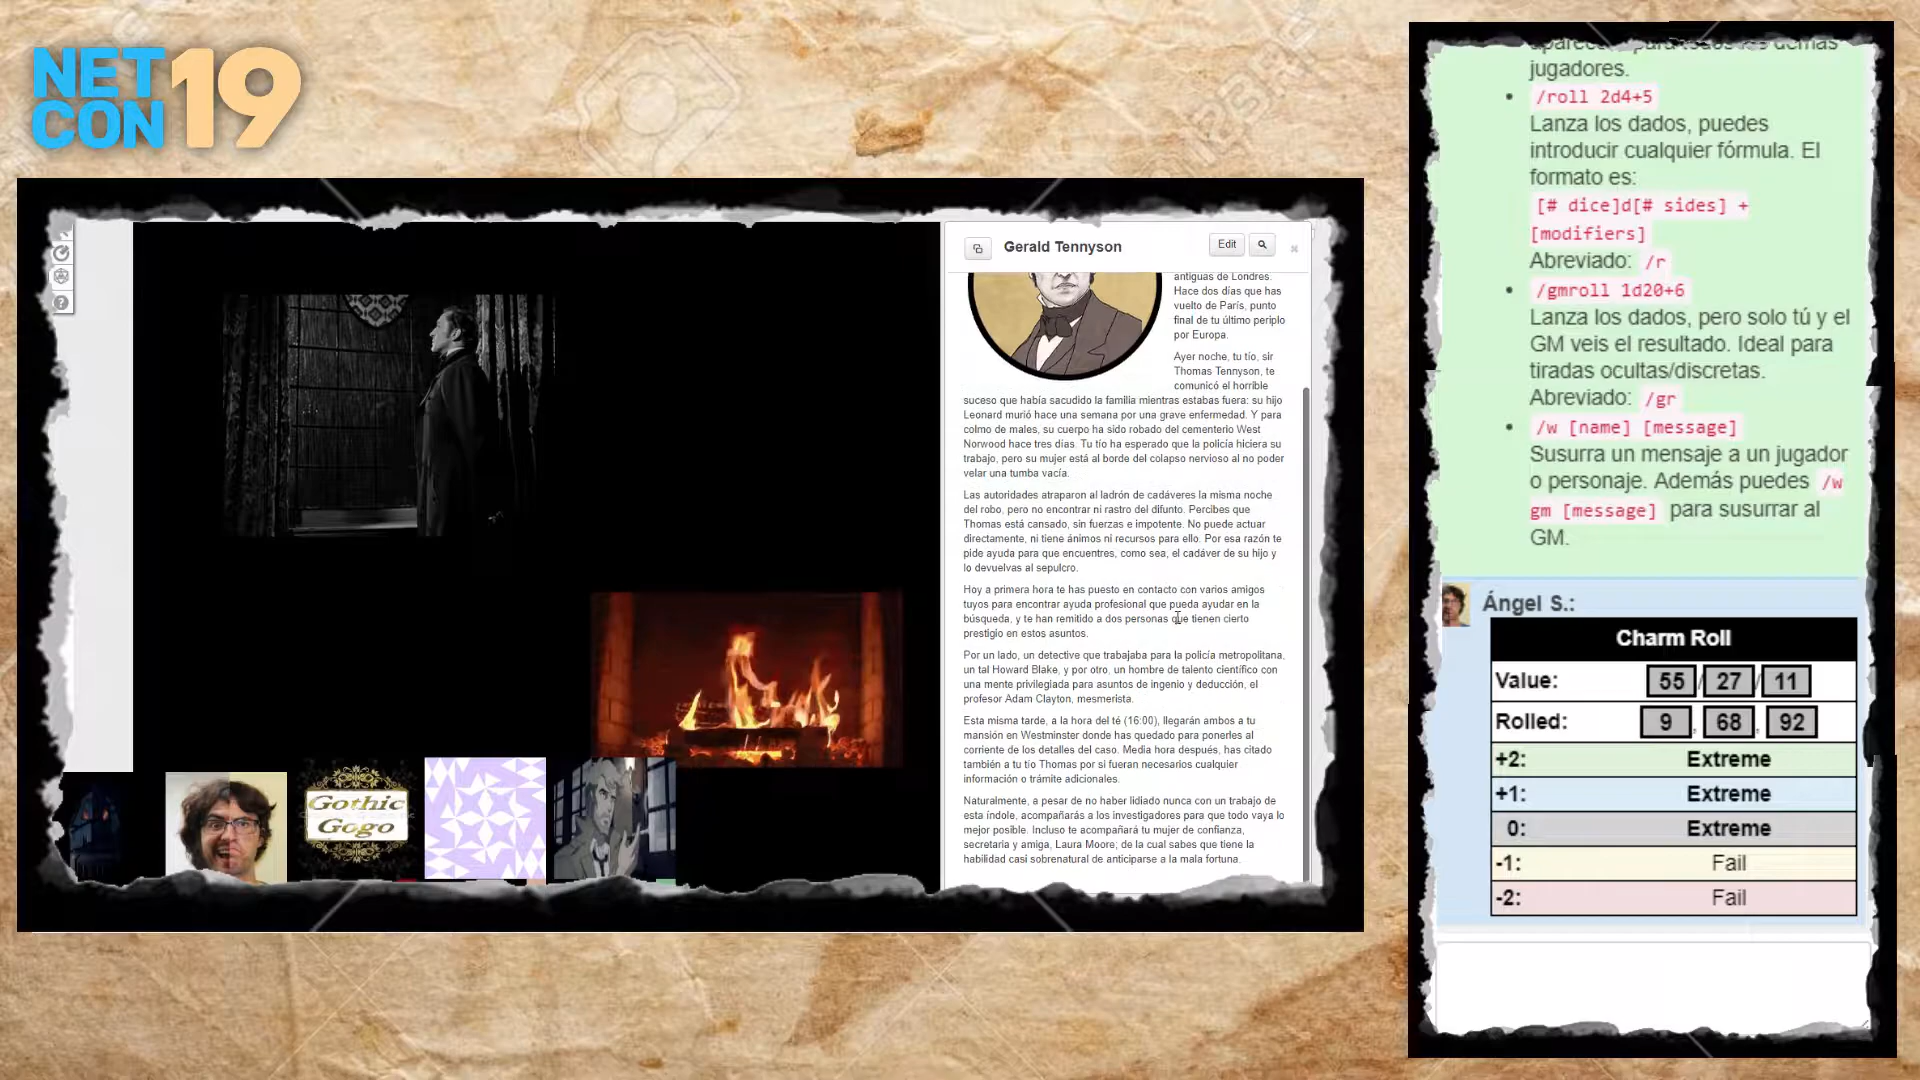 NET
CON 19
Gerald Tennyson
Edit
antiguas de Londres.
Hace dos días que has
vuelto de París, punto
final de tu último periplo
por Europa.
Ayer noche, tu tío, sir
Thomas Tennyson, te
comunicó el horrible
suceso que había sacudido la familia mientras estabas fuera: su hijo
Leonard murió hace una semana por una grave enfermedad. Y para
colmo de males, su cuerpo ha sido robado del cementerio West
Norwood hace tres días. Tu tío ha esperado que la policía hiciera su
trabajo, pero su mujer está al borde del colapso nervioso al no poder
velar una tumba vacía.
Las autoridades atraparon al ladrón de cadáveres la misma noche
del robo, pero no encontrar ni rastro del difunto. Percibes que
Thomas está cansado, sin fuerzas e impotente. No puede actuar
directamente, ni tiene ánimos ni recursos para ello. Por esa razón te
pide ayuda para que encuentres, como sea, el cadáver de su hijo y
lo devuelvas al sepulcro.
Hoy a primera hora te has puesto en contacto con varios amigos
tuyos para encontrar ayuda profesional que pueda ayudar en la
búsqueda, y te han remitido a dos personas que tienen cierto
prestigio en estos asuntos.
Por un lado, un detective que trabajaba para la policía metropolitana,
un tal Howard Blake, y por otro, un hombre de talento científico con
una mente privilegiada para asuntos de ingenio y deducción, el
profesor Adam Clayton, mesmerista.
Esta misma tarde, a la hora del té (16:00), llegarán ambos a tu
mansión en Westminster donde has quedado para ponerles al
corriente de los detalles del caso. Media hora después, has citado
también a tu tío Thomas por si fueran necesarios cualquier
información o trámite adicionales.
Naturalmente, a pesar de no haber lidiado nunca con un trabajo de
esta índole, acompañarás a los investigadores para que todo vaya lo
mejor posible. Incluso te acompañará tu mujer de confianza,
secretaria y amiga, Laura Moore; de la cual sabes que tiene la
habilidad casi sobrenatural de anticiparse a la mala fortuna.
Gothic
Gogo
demás
jugadores.
/roll 2d4+5
Lanza los dados, puedes
introducir cualquier fórmula. El
formato es:
[# dice]d[# sides] +
[modifiers]
Abreviado: /r
/gmroll 1d20+6
Lanza los dados, pero solo tú y el
GM veis el resultado. Ideal para
tiradas ocultas/discretas.
Abreviado: /gr
/w [name] [message]
Susurra un mensaje a un jugador
o personaje. Además puedes /w
gm [message] para susurrar al
GM.
Ángel S.:
Charm Roll
Value: 55 / 27 / 11
Rolled: 9, 68, 92
+2: Extreme
+1: Extreme
0: Extreme
-1: Fail
-2: Fail